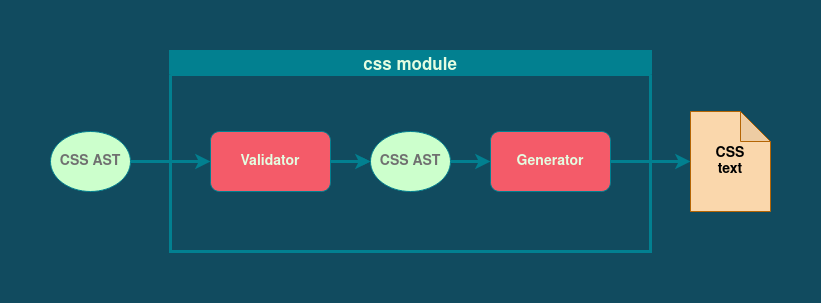 css module
CSS AST
Validator
CSS AST
Generator
CSS
text